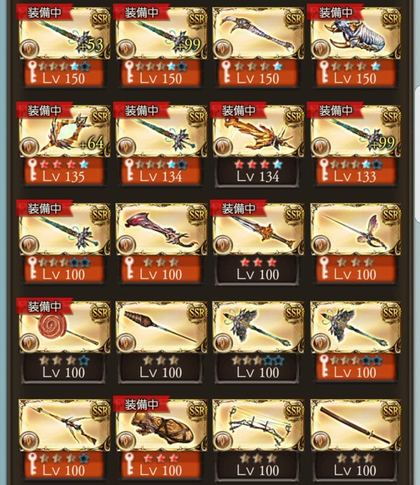 装備中 SSR 装備中 SSR 装備中 SSR 装備中 SSR
+53 +99
Lv 150 Lv 150 Lv 150 Lv 150
装備中 SSR 装備中 SSR 装備中 SSR 装備中 SSR
+64 +99
Lv 135 Lv 134 Lv 134 Lv 133
装備中 SSR SSR 装備中 SSR SSR
Lv 100 Lv 100 Lv 100 Lv 100
装備中 SSR SSR SSR SSR
Lv 100 Lv 100 Lv 100 Lv 100
SSR 装備中 SSR SSR SSR
Lv 100 Lv 100 Lv 100 Lv 100